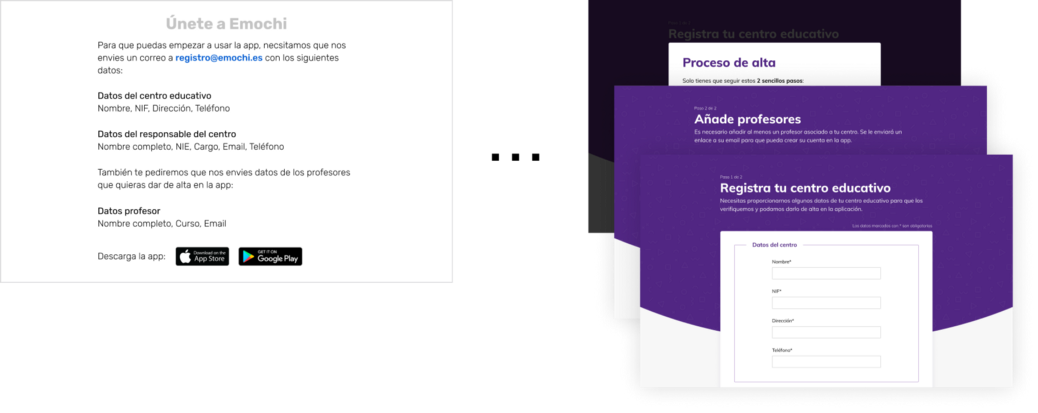 Únete a Emochi
Para que puedas empezar a usar la app, necsitamos que nos
envies un correo a registro@emochi.es con los siguientes
datos:
Datos del centro educativo
Nombre, NIF, Dirección, Teléfono
Datos del responsable del centro
Nombre completo, NIE, Cargo, Email, Teléfono
También te pediremos que nos envies datos de los profesores
que quieras dar de alta en la app:
Datos profesor
Nombre completo, Curso, Email
Descarga la app:
Download on the
App Store
GET IT ON
Google Play
...
Registra tu centro educativo
Proceso de alta
Solo tienes que seguir estos 2 sencillos pasos:
Paso 2 de 2
Añade profesores
Es necesario añadir al menos un profesor asociado a tu centro. Se le enviará un
enlace a su email para que pueda crear su cuenta en la app.
Paso 1 de 2
Registra tu centro educativo
Necesitas proporcionarnos algunos datos de tu centro educativo para que los
verifiquemos y podamos darlo de alta en la aplicación.
Los datos marcados con * son obligatorios
Datos del centro
Nombre*
NIF*
Dirección*
Teléfono*